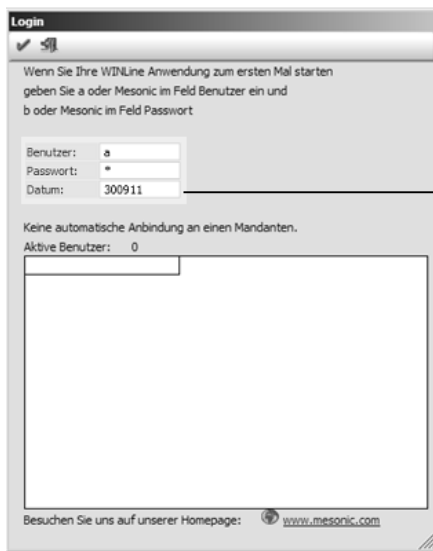 Login
Wenn Sie Ihre WINLine Anwendung zum ersten Mal starten
geben Sie a oder Mesonic im Feld Benutzer ein und
b oder Mesonic im Feld Passwort
Benutzer: a
Passwort: *
Datum: 300911
Keine automatische Anbindung an einen Mandanten.
Aktive Benutzer: 0
Besuchen Sie uns auf unserer Homepage: www.mesonic.com